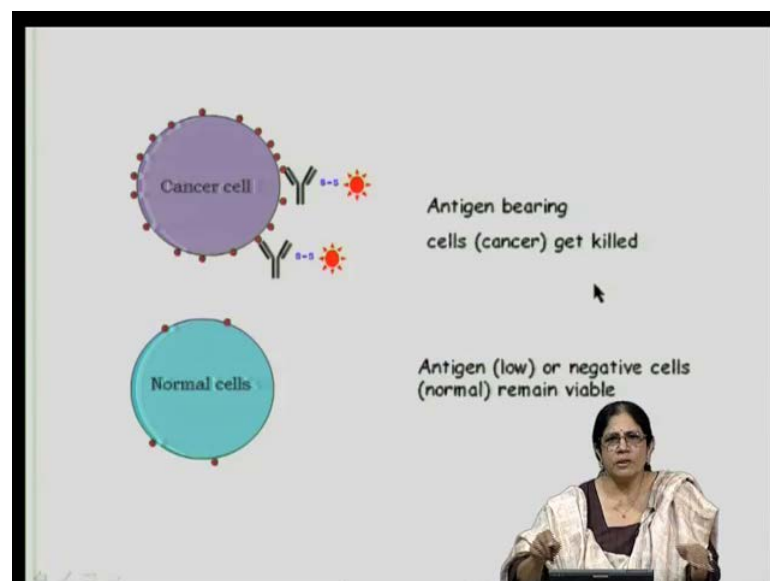 Cancer cell
S-S
S-S
Antigen bearing
cells (cancer) get killed
Normal cells
Antigen (low) or negative cells
(normal) remain viable